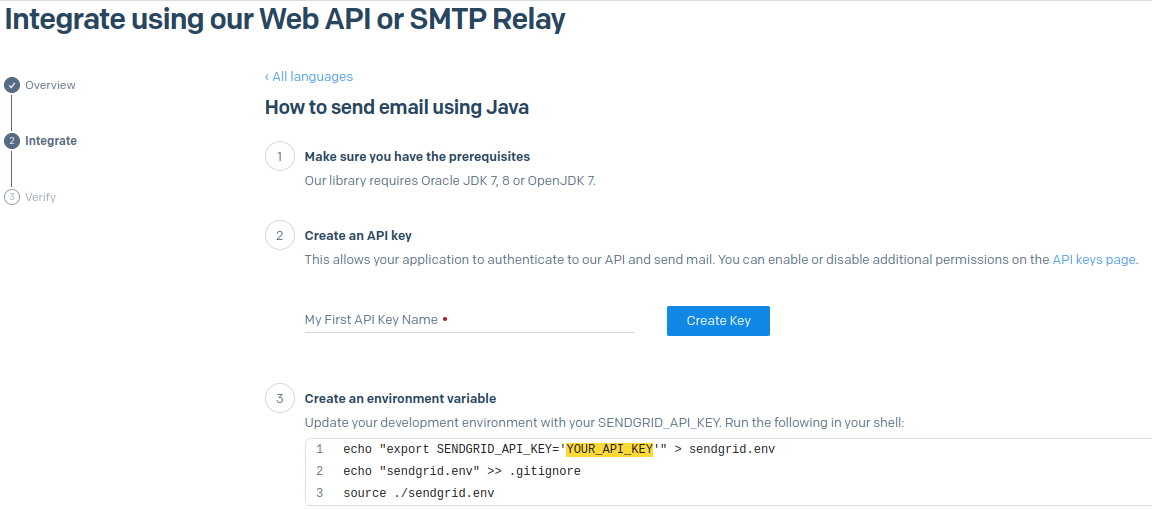 Integrate using our Web API or SMTP Relay
Overview
2 Integrate
3 Verify
‹ All languages
How to send email using Java
1 Make sure you have the prerequisites
Our library requires Oracle JDK 7, 8 or OpenJDK 7.
2 Create an API key
This allows your application to authenticate to our API and send mail. You can enable or disable additional permissions on the API keys page.
My First API Key Name •
Create Key
3 Create an environment variable
Update your development environment with your SENDGRID_API_KEY. Run the following in your shell:
1 echo "export SENDGRID_API_KEY='YOUR_API_KEY'" > sendgrid.env
2 echo "sendgrid.env" >> .gitignore
3 source ./sendgrid.env